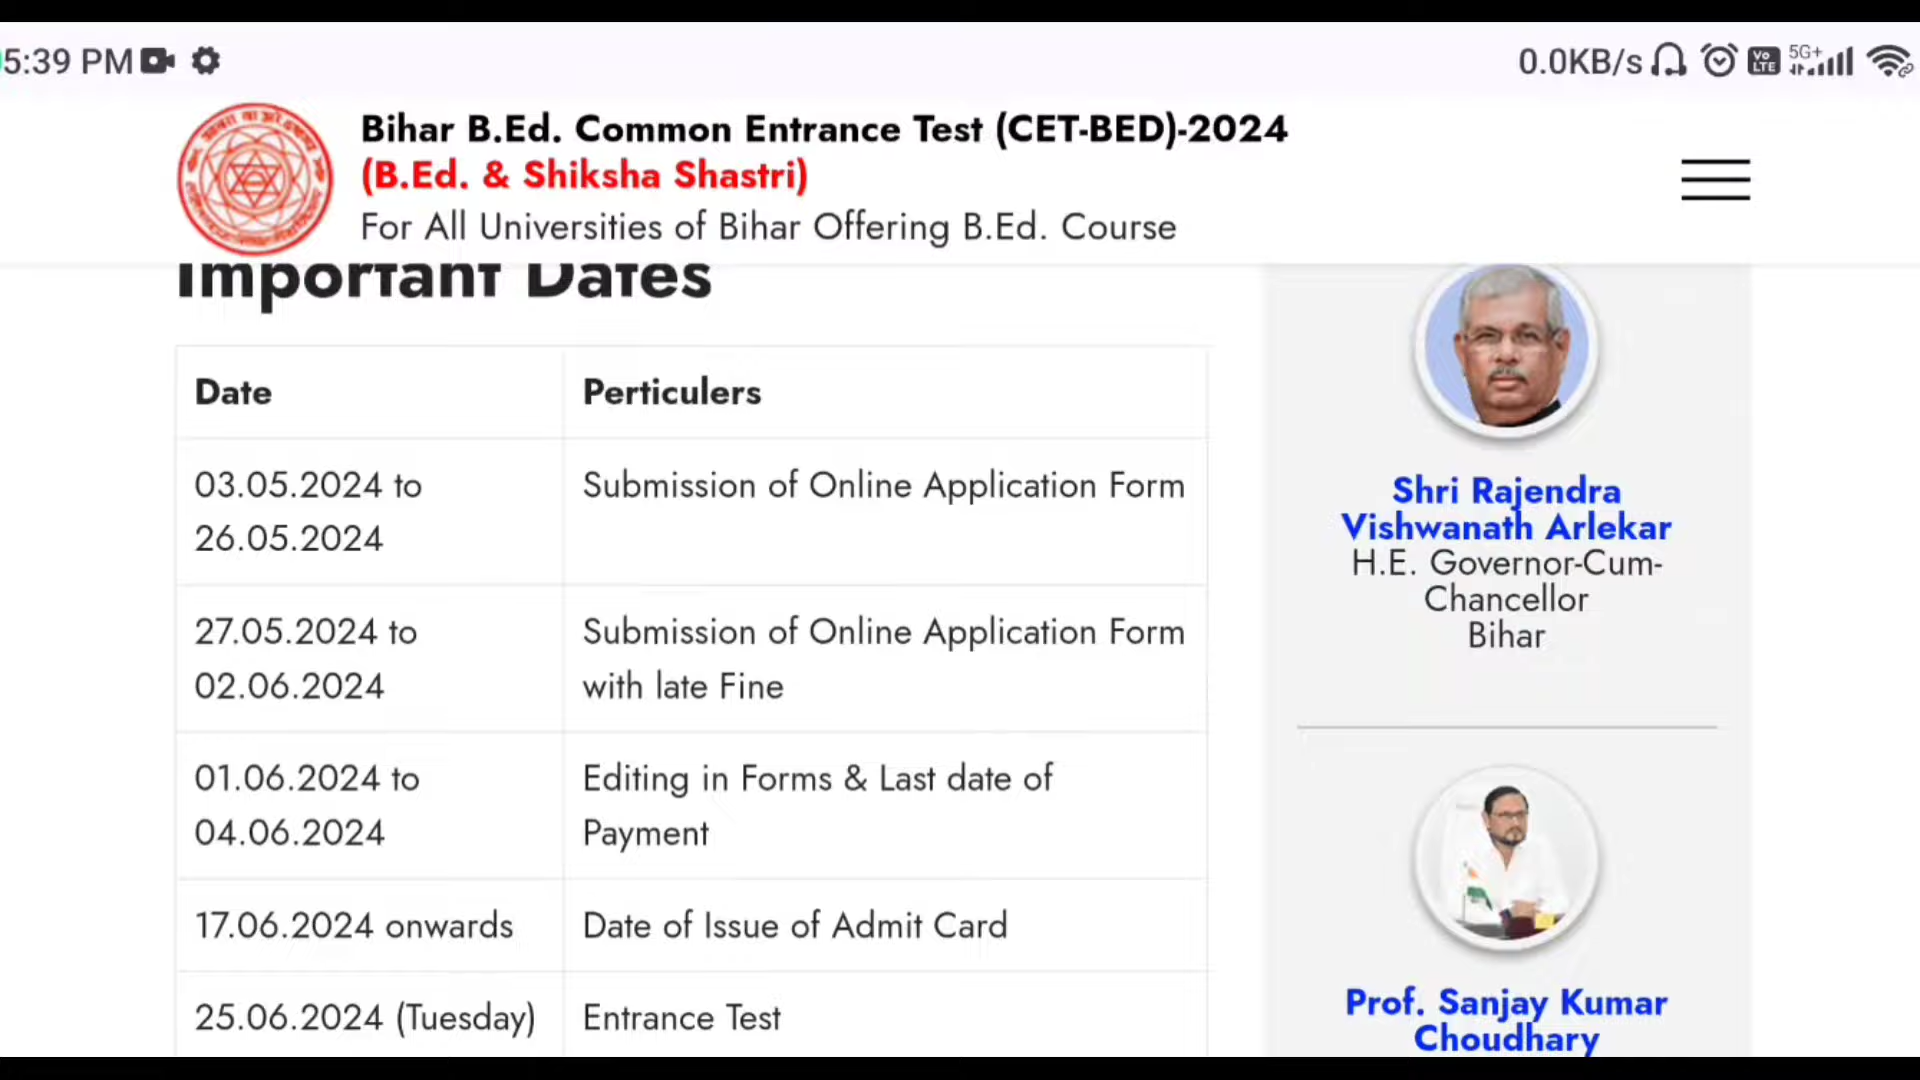 5:39 PM
0.0KB/s
Vo LTE
5G+
Bihar B.Ed. Common Entrance Test (CET-BED)-2024
(B.Ed. & Shiksha Shastri)
For All Universities of Bihar Offering B.Ed. Course
Important Dates
Date Perticulers
03.05.2024 to Submission of Online Application Form
26.05.2024
27.05.2024 to Submission of Online Application Form
02.06.2024 with late Fine
01.06.2024 to Editing in Forms & Last date of
04.06.2024 Payment
17.06.2024 onwards Date of Issue of Admit Card
25.06.2024 (Tuesday) Entrance Test
Shri Rajendra
Vishwanath Arlekar
H.E. Governor-Cum-
Chancellor
Bihar
Prof. Sanjay Kumar
Choudhary